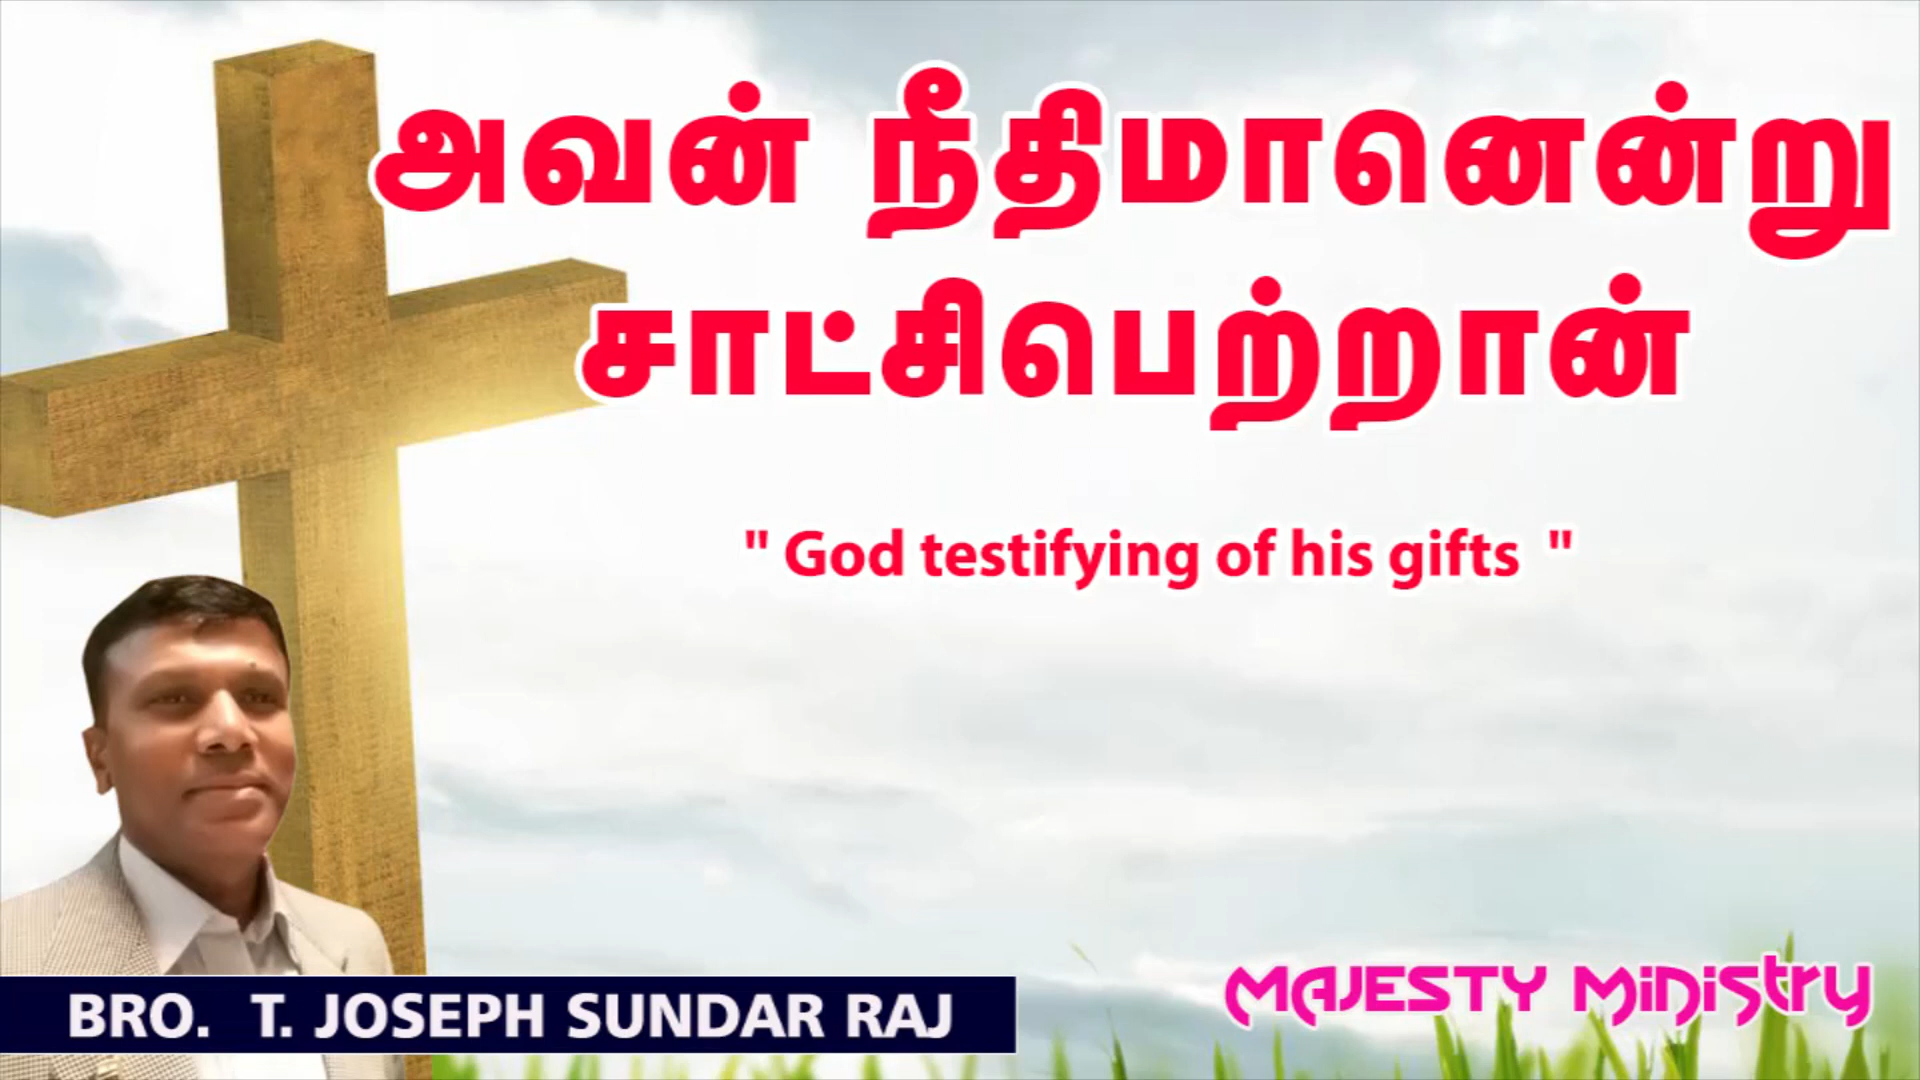 அவன் நீதிமானென்று
சாட்சிபெற்றான்
" God testifying of his gifts "
BRO. T. JOSEPH SUNDAR RAJ
MAJESTY Ministry